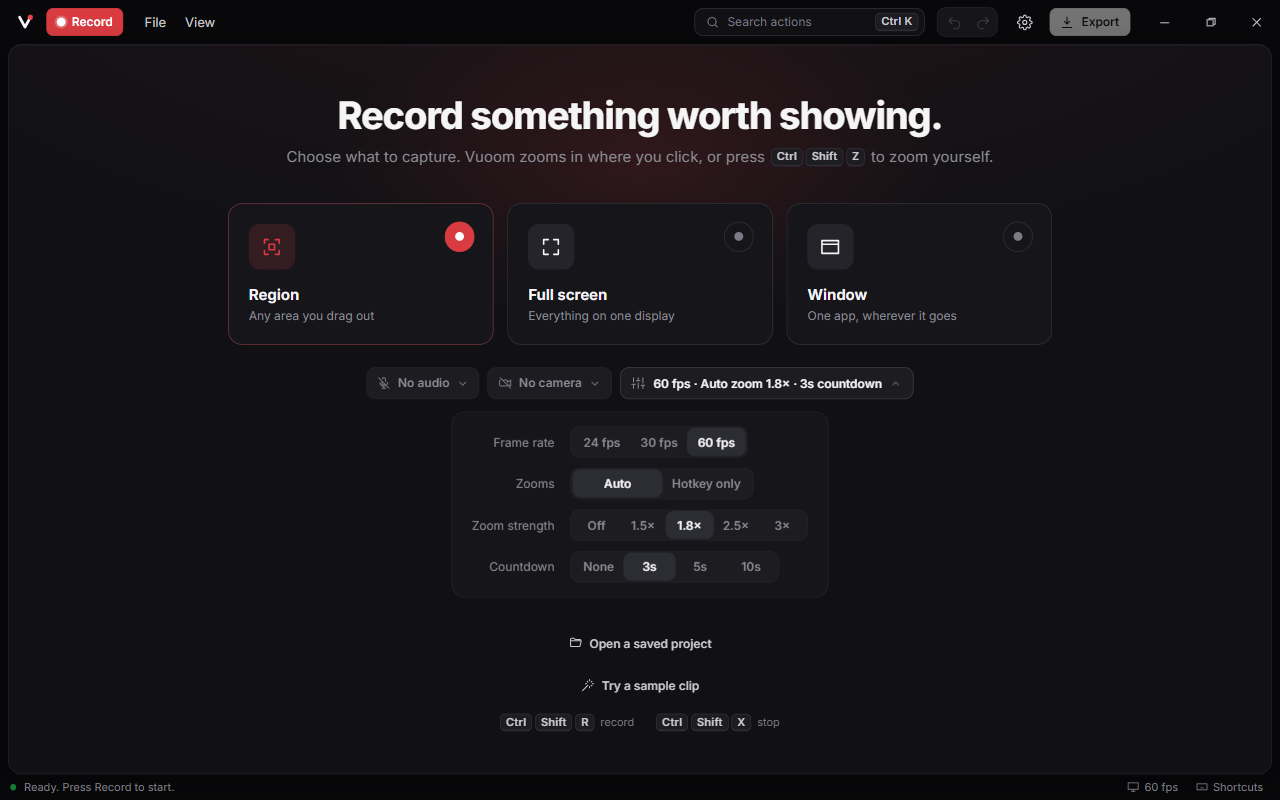 Record File View Search actions Ctrl K Export
Record something worth showing.
Choose what to capture. Vuoom zooms in where you click, or press Ctrl Shift Z to zoom yourself.
Region
Any area you drag out
Full screen
Everything on one display
Window
One app, wherever it goes
No audio No camera 60 fps · Auto zoom 1.8× · 3s countdown
Frame rate 24 fps 30 fps 60 fps
Zooms Auto Hotkey only
Zoom strength Off 1.5× 1.8× 2.5× 3×
Countdown None 3s 5s 10s
Open a saved project
Try a sample clip
Ctrl Shift R record Ctrl Shift X stop
Ready. Press Record to start. 60 fps Shortcuts